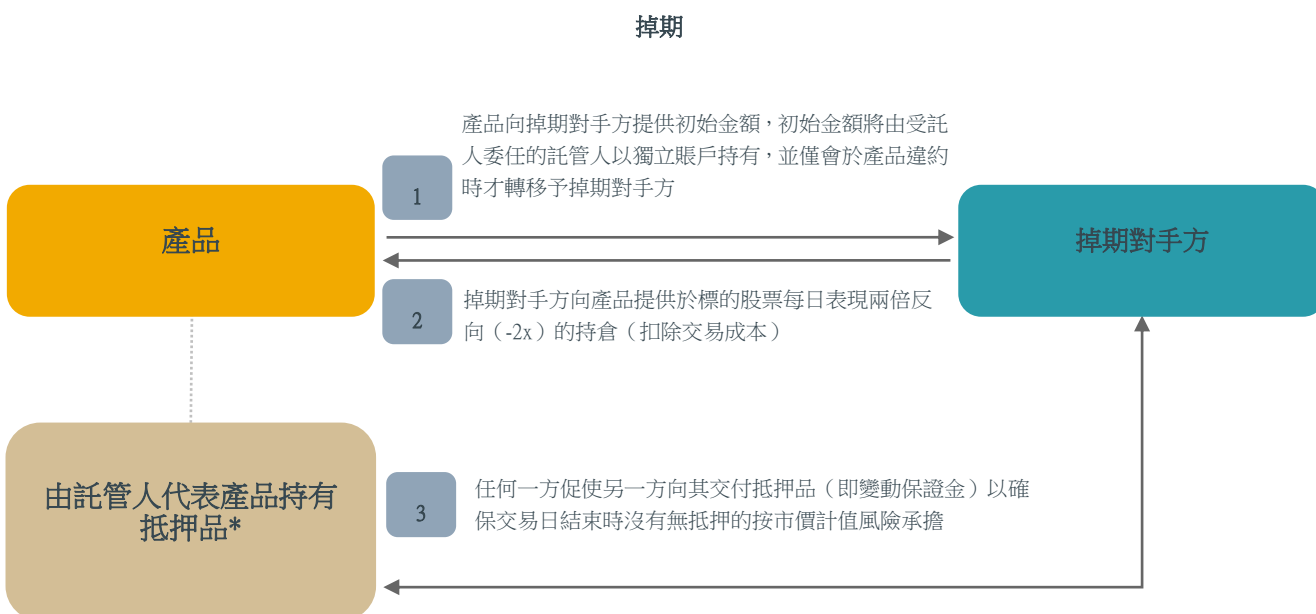 掉期
產品向掉期對手方提供初始金額，初始金額將由受託
人委任的託管人以獨立賬戶持有，並僅會於產品違約
時才轉移予掉期對手方
1
產品
掉期對手方
2
掉期對手方向產品提供於標的股票每日表現兩倍反
向（-2x）的持倉（扣除交易成本）
由託管人代表產品持有
抵押品*
3
任何一方促使另一方向其交付抵押品（即變動保證金）以確
保交易日結束時沒有無抵押的按市價計值風險承擔